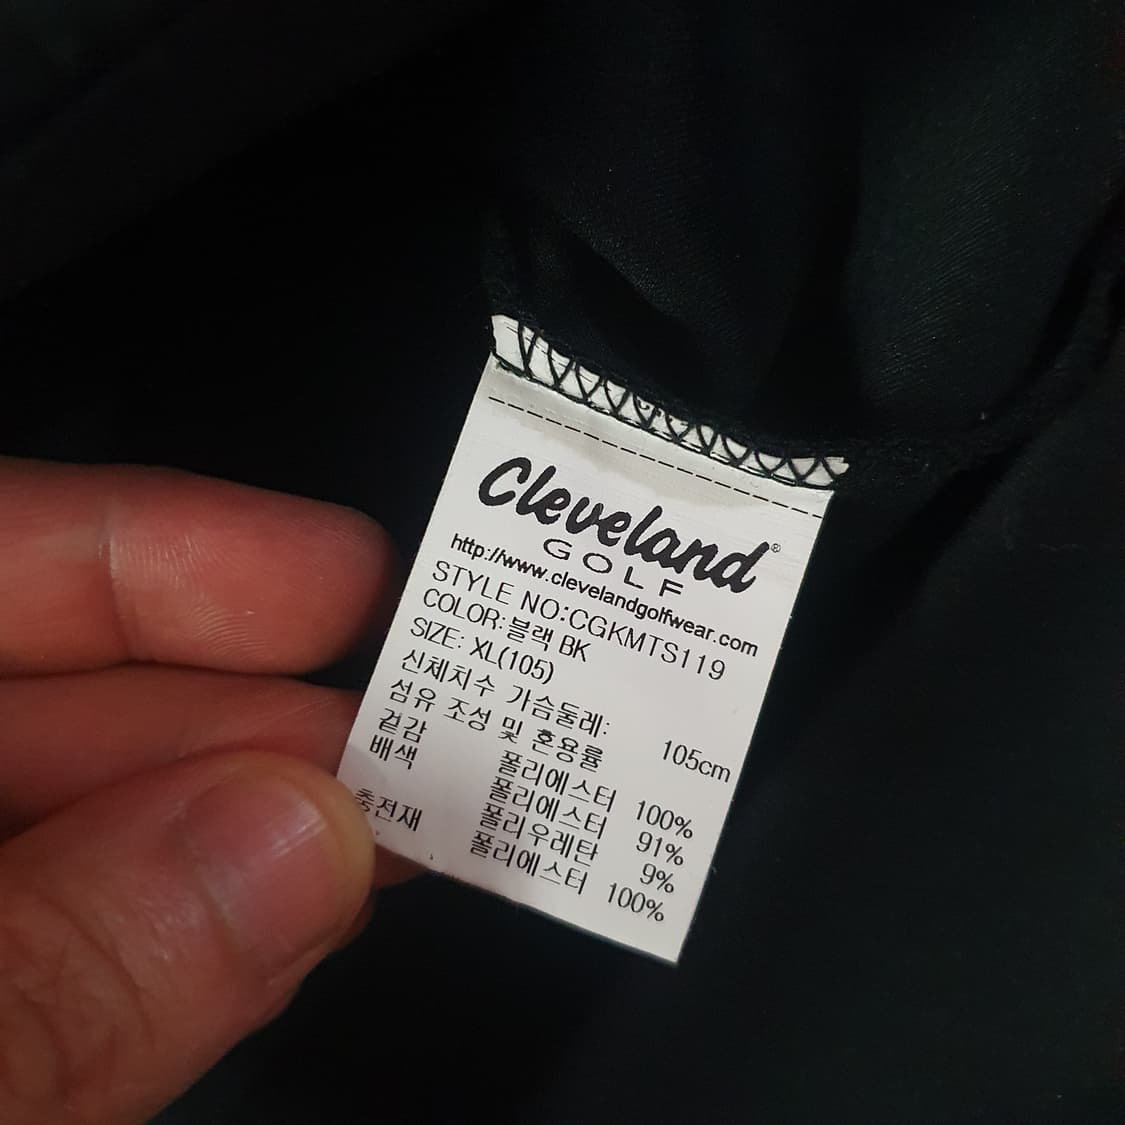 Cleveland®
GOLF
http://www.clevelandgolfwear.com
STYLE NO:CGKMTS119
COLOR:블랙 BK
SIZE: XL(105)
신체치수 가슴둘레: 105cm
섬유 조성 및 혼용률
겉감 폴리에스터 100%
배색 폴리에스터 91%
폴리우레탄 9%
충전재 폴리에스터 100%